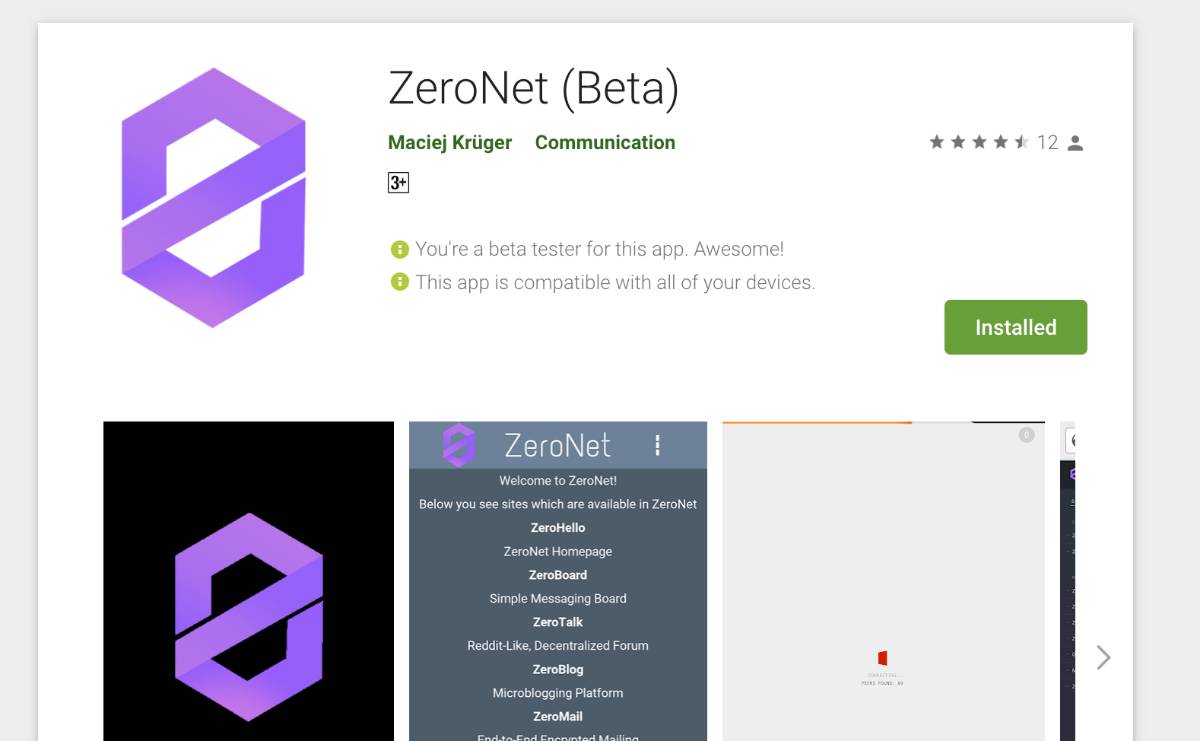 ZeroNet (Beta)
Maciej Krüger Communication
12
3+
You're a beta tester for this app. Awesome!
This app is compatible with all of your devices.
Installed
ZeroNet
Welcome to ZeroNet!
Below you see sites which are available in ZeroNet
ZeroHello
ZeroNet Homepage
ZeroBoard
Simple Messaging Board
ZeroTalk
Reddit-Like, Decentralized Forum
ZeroBlog
Microblogging Platform
ZeroMail
End-to-End Encrypted Mailing
0